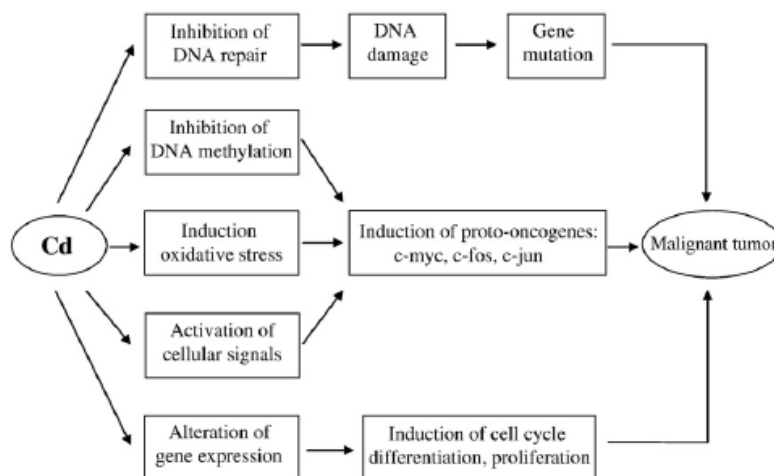 Inhibition of
DNA repair
DNA
damage
Gene
mutation
Inhibition of
DNA methylation
Cd
Induction
oxidative stress
Induction of proto-oncogenes:
c-myc, c-fos, c-jun
Malignant tumor
Activation of
cellular signals
Alteration of
gene expression
Induction of cell cycle
differentiation, proliferation